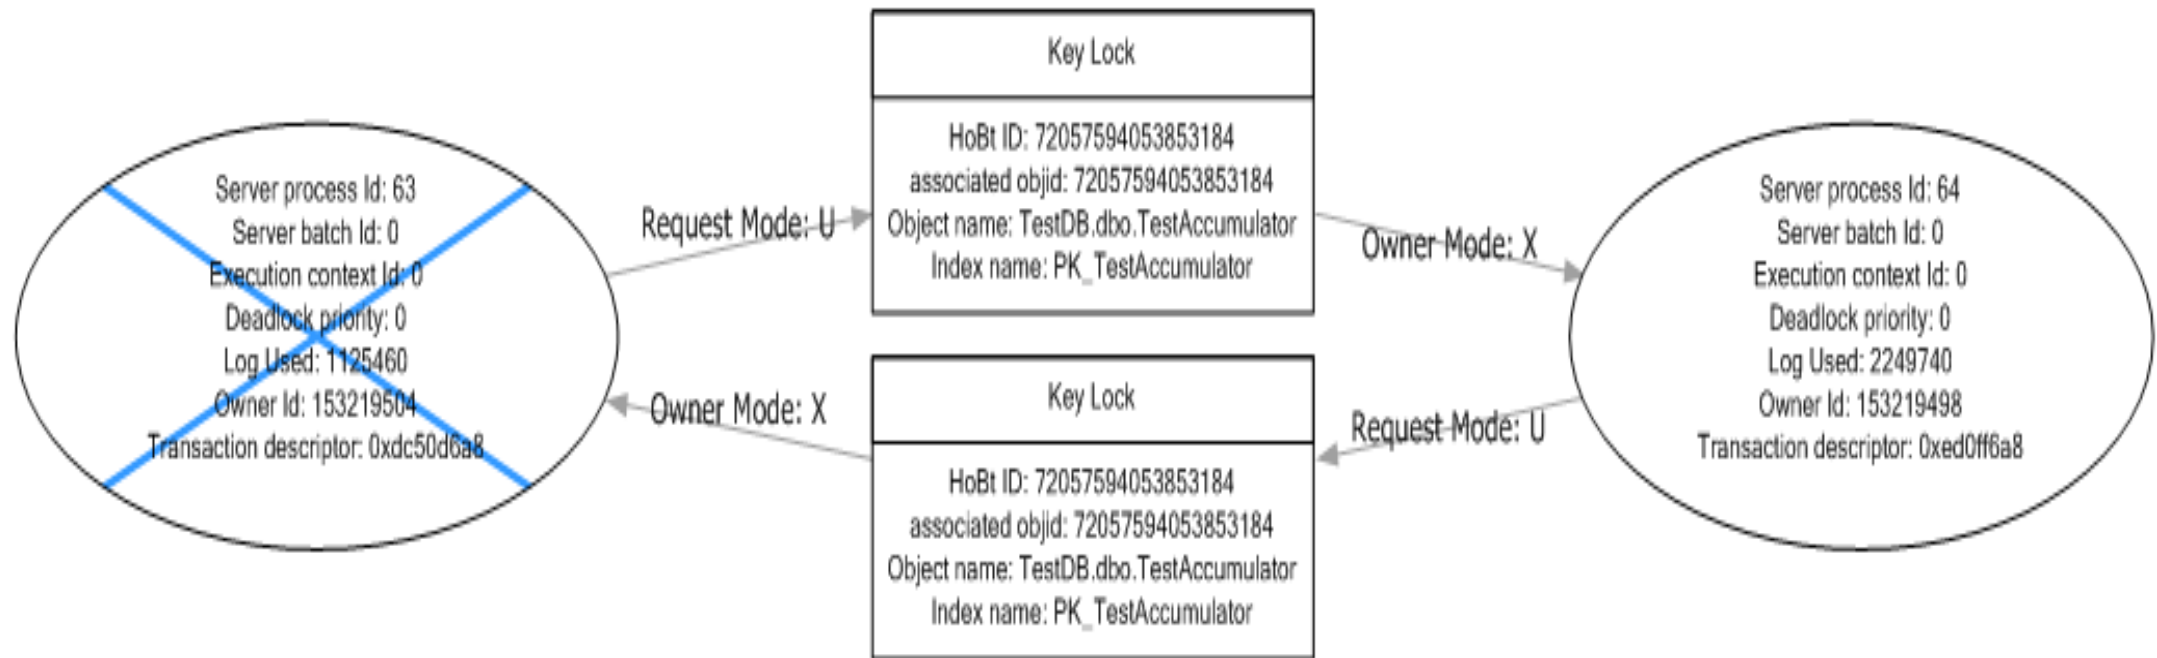 Server process Id: 63
Server batch Id: 0
Execution context Id: 0
Deadlock priority: 0
Log Used: 1125460
Owner Id: 153219504
Transaction descriptor: 0xdc50d6a8
Request Mode: U
Owner Mode: X
Key Lock
HoBt ID: 72057594053853184
associated objid: 72057594053853184
Object name: TestDB.dbo.TestAccumulator
Index name: PK_TestAccumulator
Key Lock
HoBt ID: 72057594053853184
associated objid: 72057594053853184
Object name: TestDB.dbo.TestAccumulator
Index name: PK_TestAccumulator
Owner Mode: X
Request Mode: U
Server process Id: 64
Server batch Id: 0
Execution context Id: 0
Deadlock priority: 0
Log Used: 2249740
Owner Id: 153219498
Transaction descriptor: 0xed0ff6a8